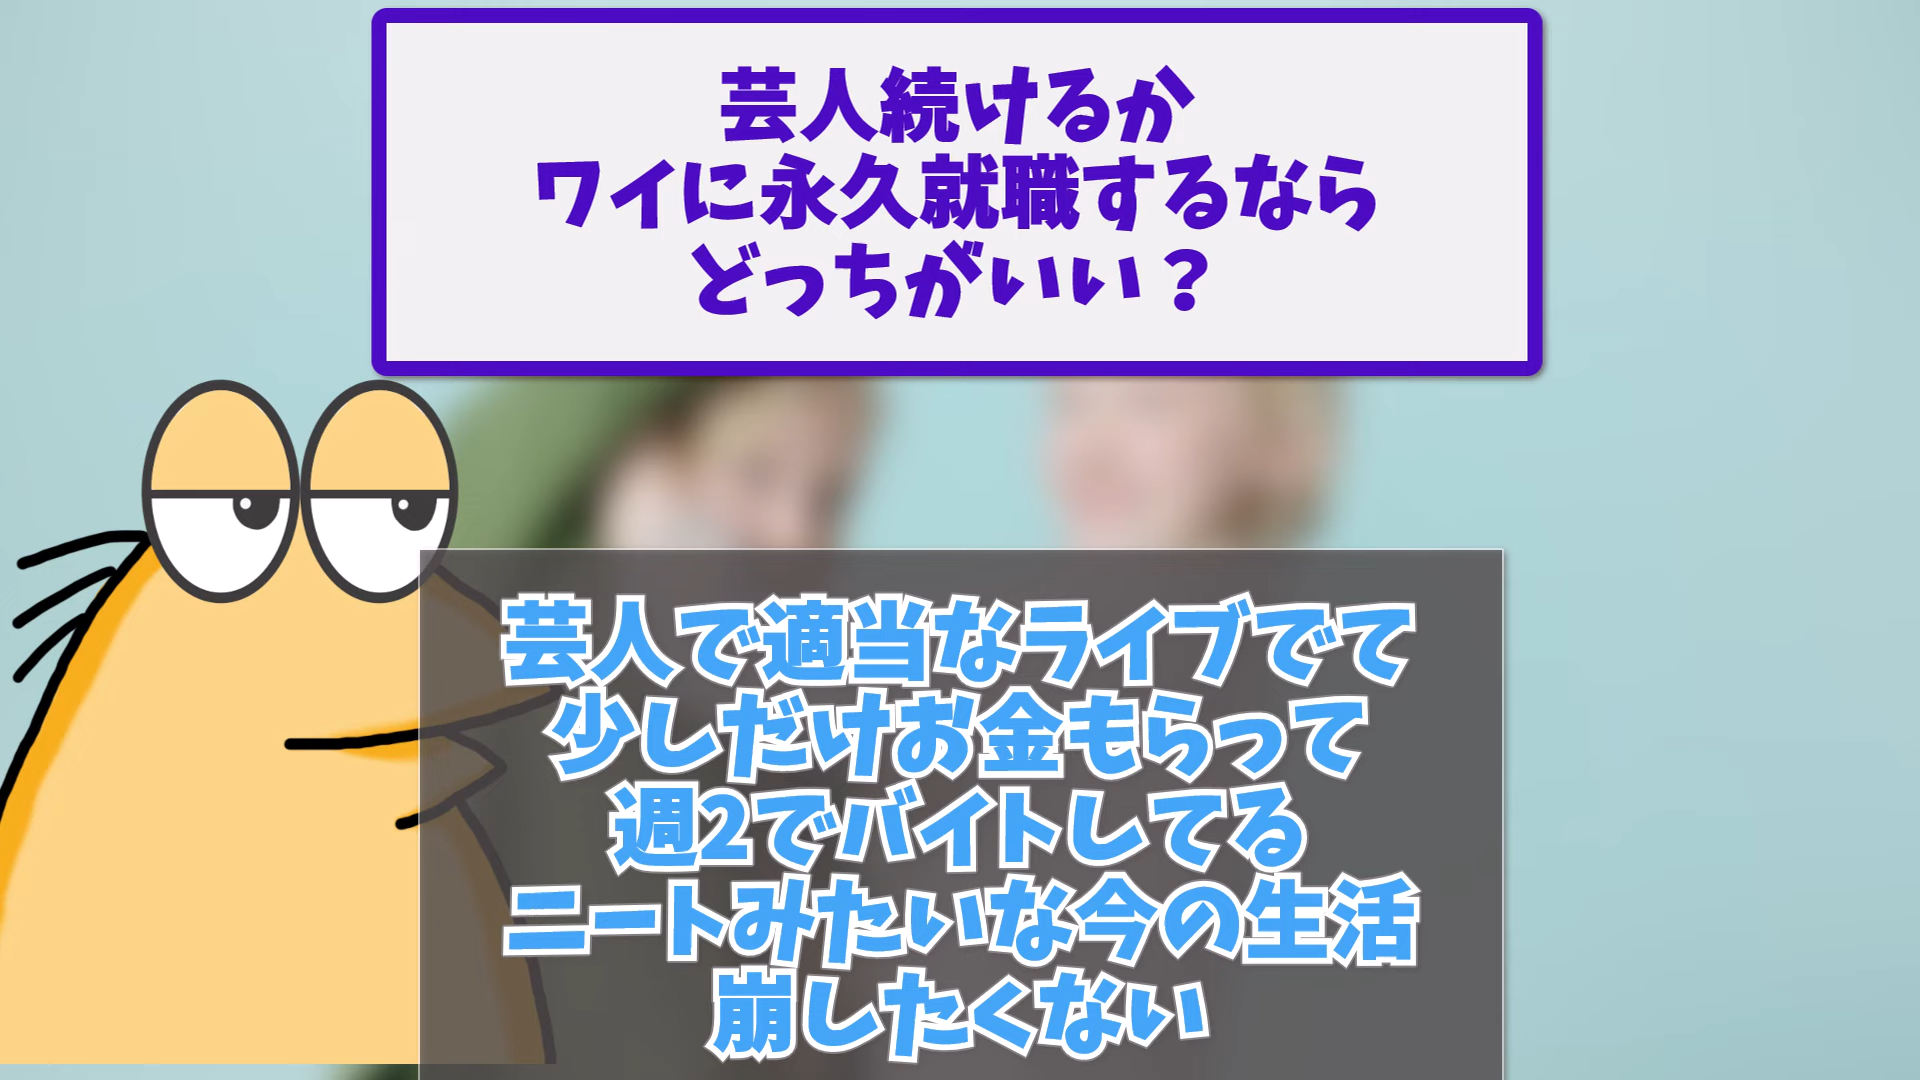 芸人続けるか
ワイに永久就職するなら
どっちがいい？
芸人で適当なライブでて
少しだけお金もらって
週2でバイトしてる
ニートみたいな今の生活
崩したくない